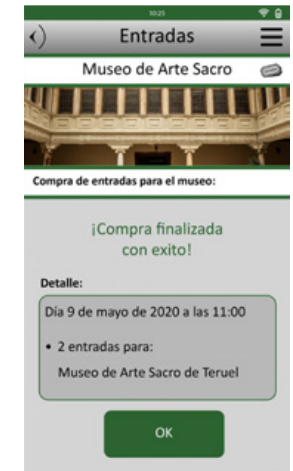 10:25
Entradas
Museo de Arte Sacro
Compra de entradas para el museo:
¡Compra finalizada
con exito!
Detalle:
Día 9 de mayo de 2020 a las 11:00
• 2 entradas para:
Museo de Arte Sacro de Teruel
OK